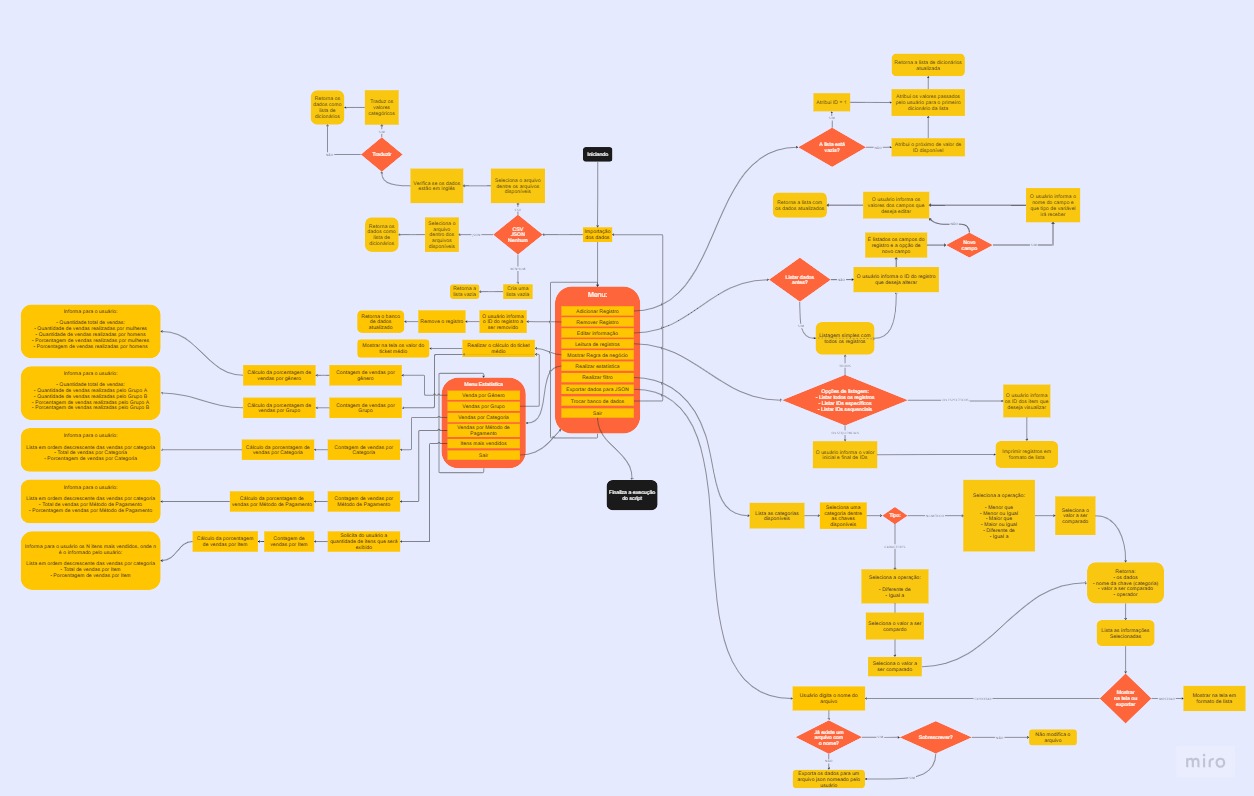 Retorna a lista de dicionários
atualizada
Retorna os
dados como
lista de
dicionários
Traduz os
valores
categóricos
Atribui ID = 1
Atribui os valores passados
pelo usuário para o primeiro
dicionário da lista
A lista está
vazia?
Atribui o próximo de valor de
ID disponível
Traduzir
Iniciando
Verifica se os dados
estão em inglês
Seleciona o arquivo
dentre os arquivos
disponíveis
Retorna os
dados como
lista de
dicionários
Seleciona o
arquivo
dentro dos
arquivos
disponíveis
CSV
JSON
Nenhum
Importação
dos dados
Retorna a
lista vazia
Cria uma
lista vazia
Retorna a lista com
os dados atualizados
O usuário informa os
valores dos campos que
deseja editar
O usuário informa o
nome do campo e
que tipo de variável
irá receber
É listados os campos do
registro e a opção de
novo campo
Novo
campo
Listar dados
antes?
O usuário informa o ID do registro
que deseja alterar
Listagem simples com
todos os registros
Menu:
Adicionar Registro
Remover Registro
Editar informação
Leitura de registros
Mostrar Regra de negócio
Realizar estatística
Realizar filtro
Exportar dados para JSON
Trocar banco de dados
Sair
Retorna o banco
de dados
atualizado
Remove o registro
O usuário informa
o ID do registro a
ser removido
Mostrar na tela os valor do
ticket médio
Realizar o cálculo do ticket
médio
Informa para o usuário:
- Quantidade total de vendas:
- Quantidade de vendas realizadas por mulheres
- Quantidade de vendas realizadas por homens
- Porcentagem de vendas realizadas por mulheres
- Porcentagem de vendas realizadas por homens
Cálculo da porcentagem de
vendas por gênero
Contagem de vendas por
gênero
Informa para o usuário:
- Quantidade total de vendas:
- Quantidade de vendas realizadas pelo Grupo A
- Quantidade de vendas realizadas pelo Grupo B
- Porcentagem de vendas realizadas pelo Grupo A
- Porcentagem de vendas realizadas pelo Grupo B
Cálculo da porcentagem de
vendas por Grupo
Contagem de vendas por
Grupo
Informa para o usuário:
Lista em ordem descrescente das vendas por categoria
- Total de vendas por Categoria
- Porcentagem de vendas por Categoria
Cálculo da porcentagem de
vendas por Categoria
Contagem de vendas por
Categoria
Informa para o usuário:
Lista em ordem descrescente das vendas por categoria
- Total de vendas por Método de Pagamento
- Porcentagem de vendas por Método de Pagamento
Cálculo da porcentagem de
vendas por Método de Pagamento
Contagem de vendas por
Método de Pagamento
Informa para o usuário os N itens mais vendidos, onde n
é o informado pelo usuário:
Lista em ordem descrescente das vendas por categoria
- Total de vendas por Item
- Porcentagem de vendas por Item
Cálculo da porcentagem
de vendas por Item
Contagem de
vendas por Item
Solicita do usuário a
quantidade de itens que será
exibido
Menu Estatística
Venda por Gênero
Vendas por Grupo
Vendas por Categoria
Vendas por Método de
Pagamento
Itens mais vendidos
Sair
Finaliza a execução
do script
Opções de listagem:
- Listar todos os registros
- Listar IDs específicos
- Listar IDs sequenciais
O usuário informa
os ID dos item que
deseja visualizar
O usuário informa o valor
inicial e final de IDs
Imprimir registros em
formato de lista
Lista as categorias
disponíveis
Seleciona uma
categoria dentre
as chaves
disponíveis
Tipo:
Seleciona a operação:
- Menor que
- Menor ou igual
- Maior que
- Maior ou igual
- Diferente de
- Igual a
Seleciona o
valor a ser
comparado
Seleciona a operação:
- Diferente de
- Igual a
Seleciona o valor a ser
comparado
Seleciona o valor a ser
comparado
Retorna:
- os dados
- nome da chave (categoria)
- valor a ser comparado
- operador
Lista as informações
Selecionadas
Mostrar
na tela ou
exportar
Mostrar na tela em
formato de lista
Usuário digita o nome do
arquivo
Já existe um
arquivo com
o nome?
Sobrescrever?
Não modifica o
arquivo
Exporta os dados para um
arquivo json nomeado pelo
usuário
miro